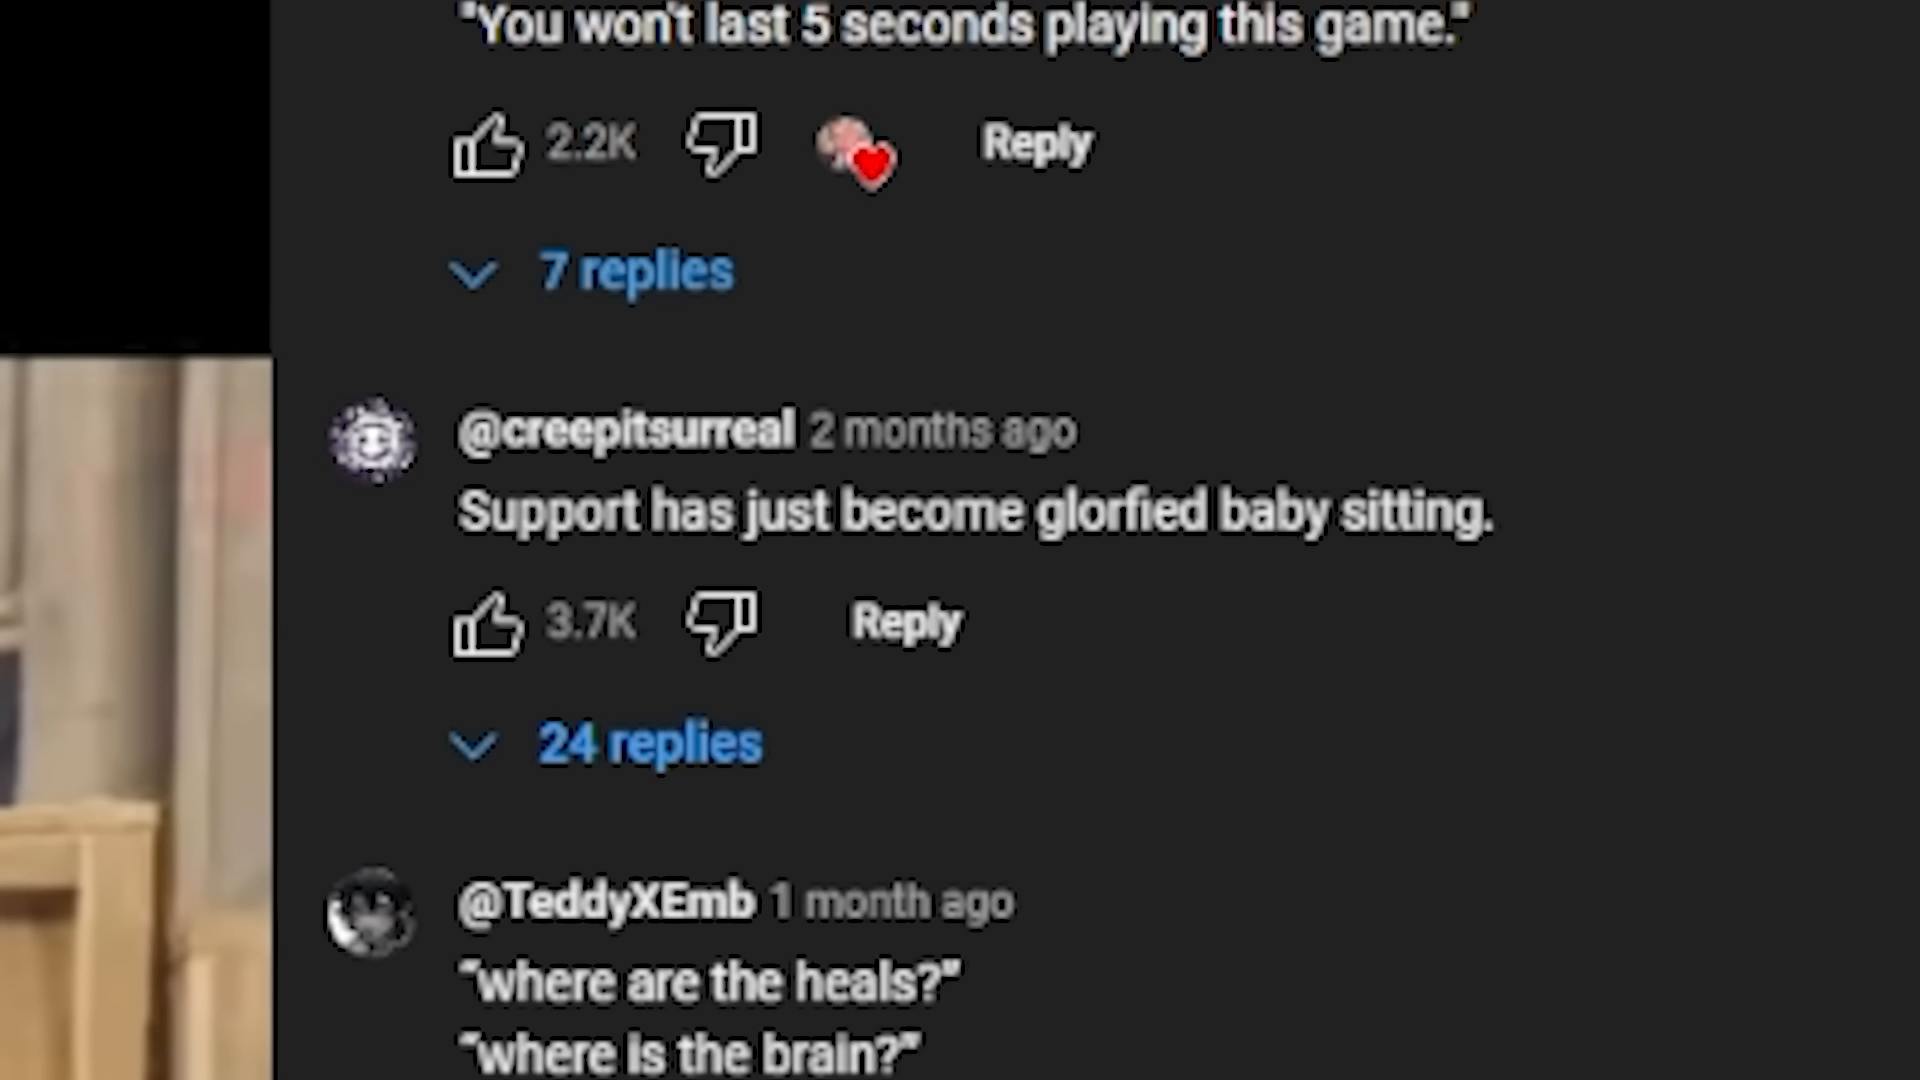 "You won't last 5 seconds playing this game."
2.2K Reply
7 replies
@creepitsurreal 2 months ago
Support has just become glorfied baby sitting.
3.7K Reply
24 replies
@TeddyXEmb 1 month ago
“where are the heals?”
“where is the brain?”